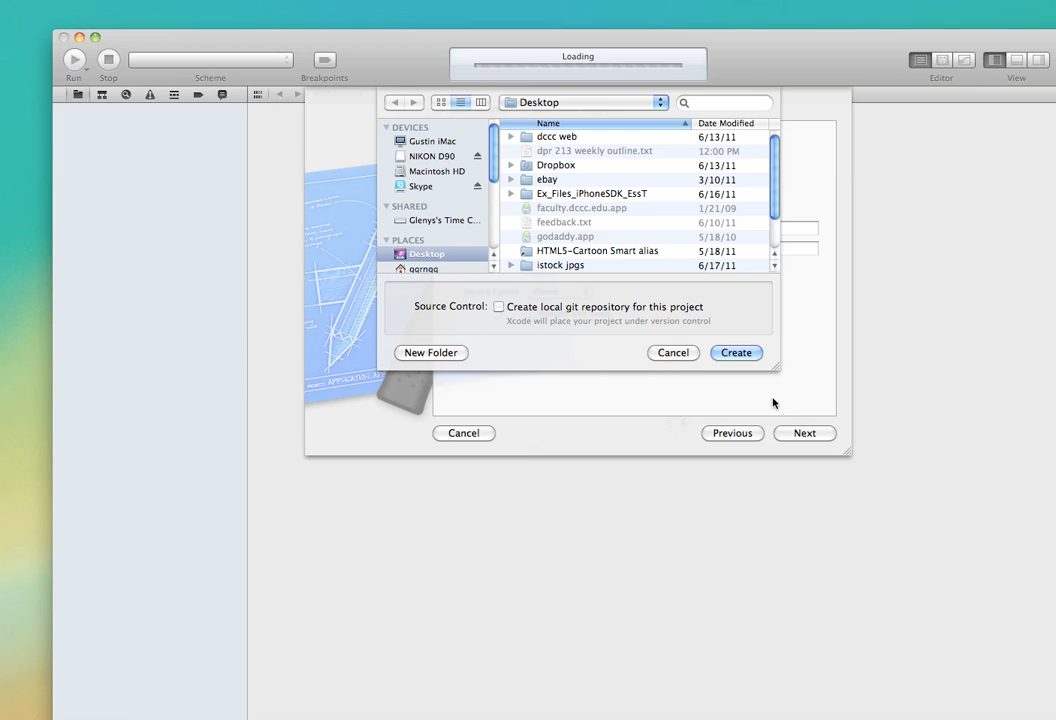 Loading
Run
Stop
Scheme
Breakpoints
Editor
View
Desktop
DEVICES
Gustin iMac
NIKON D90
Macintosh HD
Skype
SHARED
Glenys's Time C...
PLACES
Desktop
gqrngg
Name Date Modified
dccc web 6/13/11
dpr 213 weekly outline.txt 12:00 PM
Dropbox 6/13/11
ebay 3/10/11
Ex_Files_iPhoneSDK_EssT 6/16/11
faculty.dccc.edu.app 1/21/09
feedback.txt 6/10/11
godaddy.app 5/18/10
HTML5-Cartoon Smart alias 5/18/11
istock jpgs 6/17/11
Source Control: Create local git repository for this project
Xcode will place your project under version control
New Folder
Cancel
Create
Cancel
Previous
Next